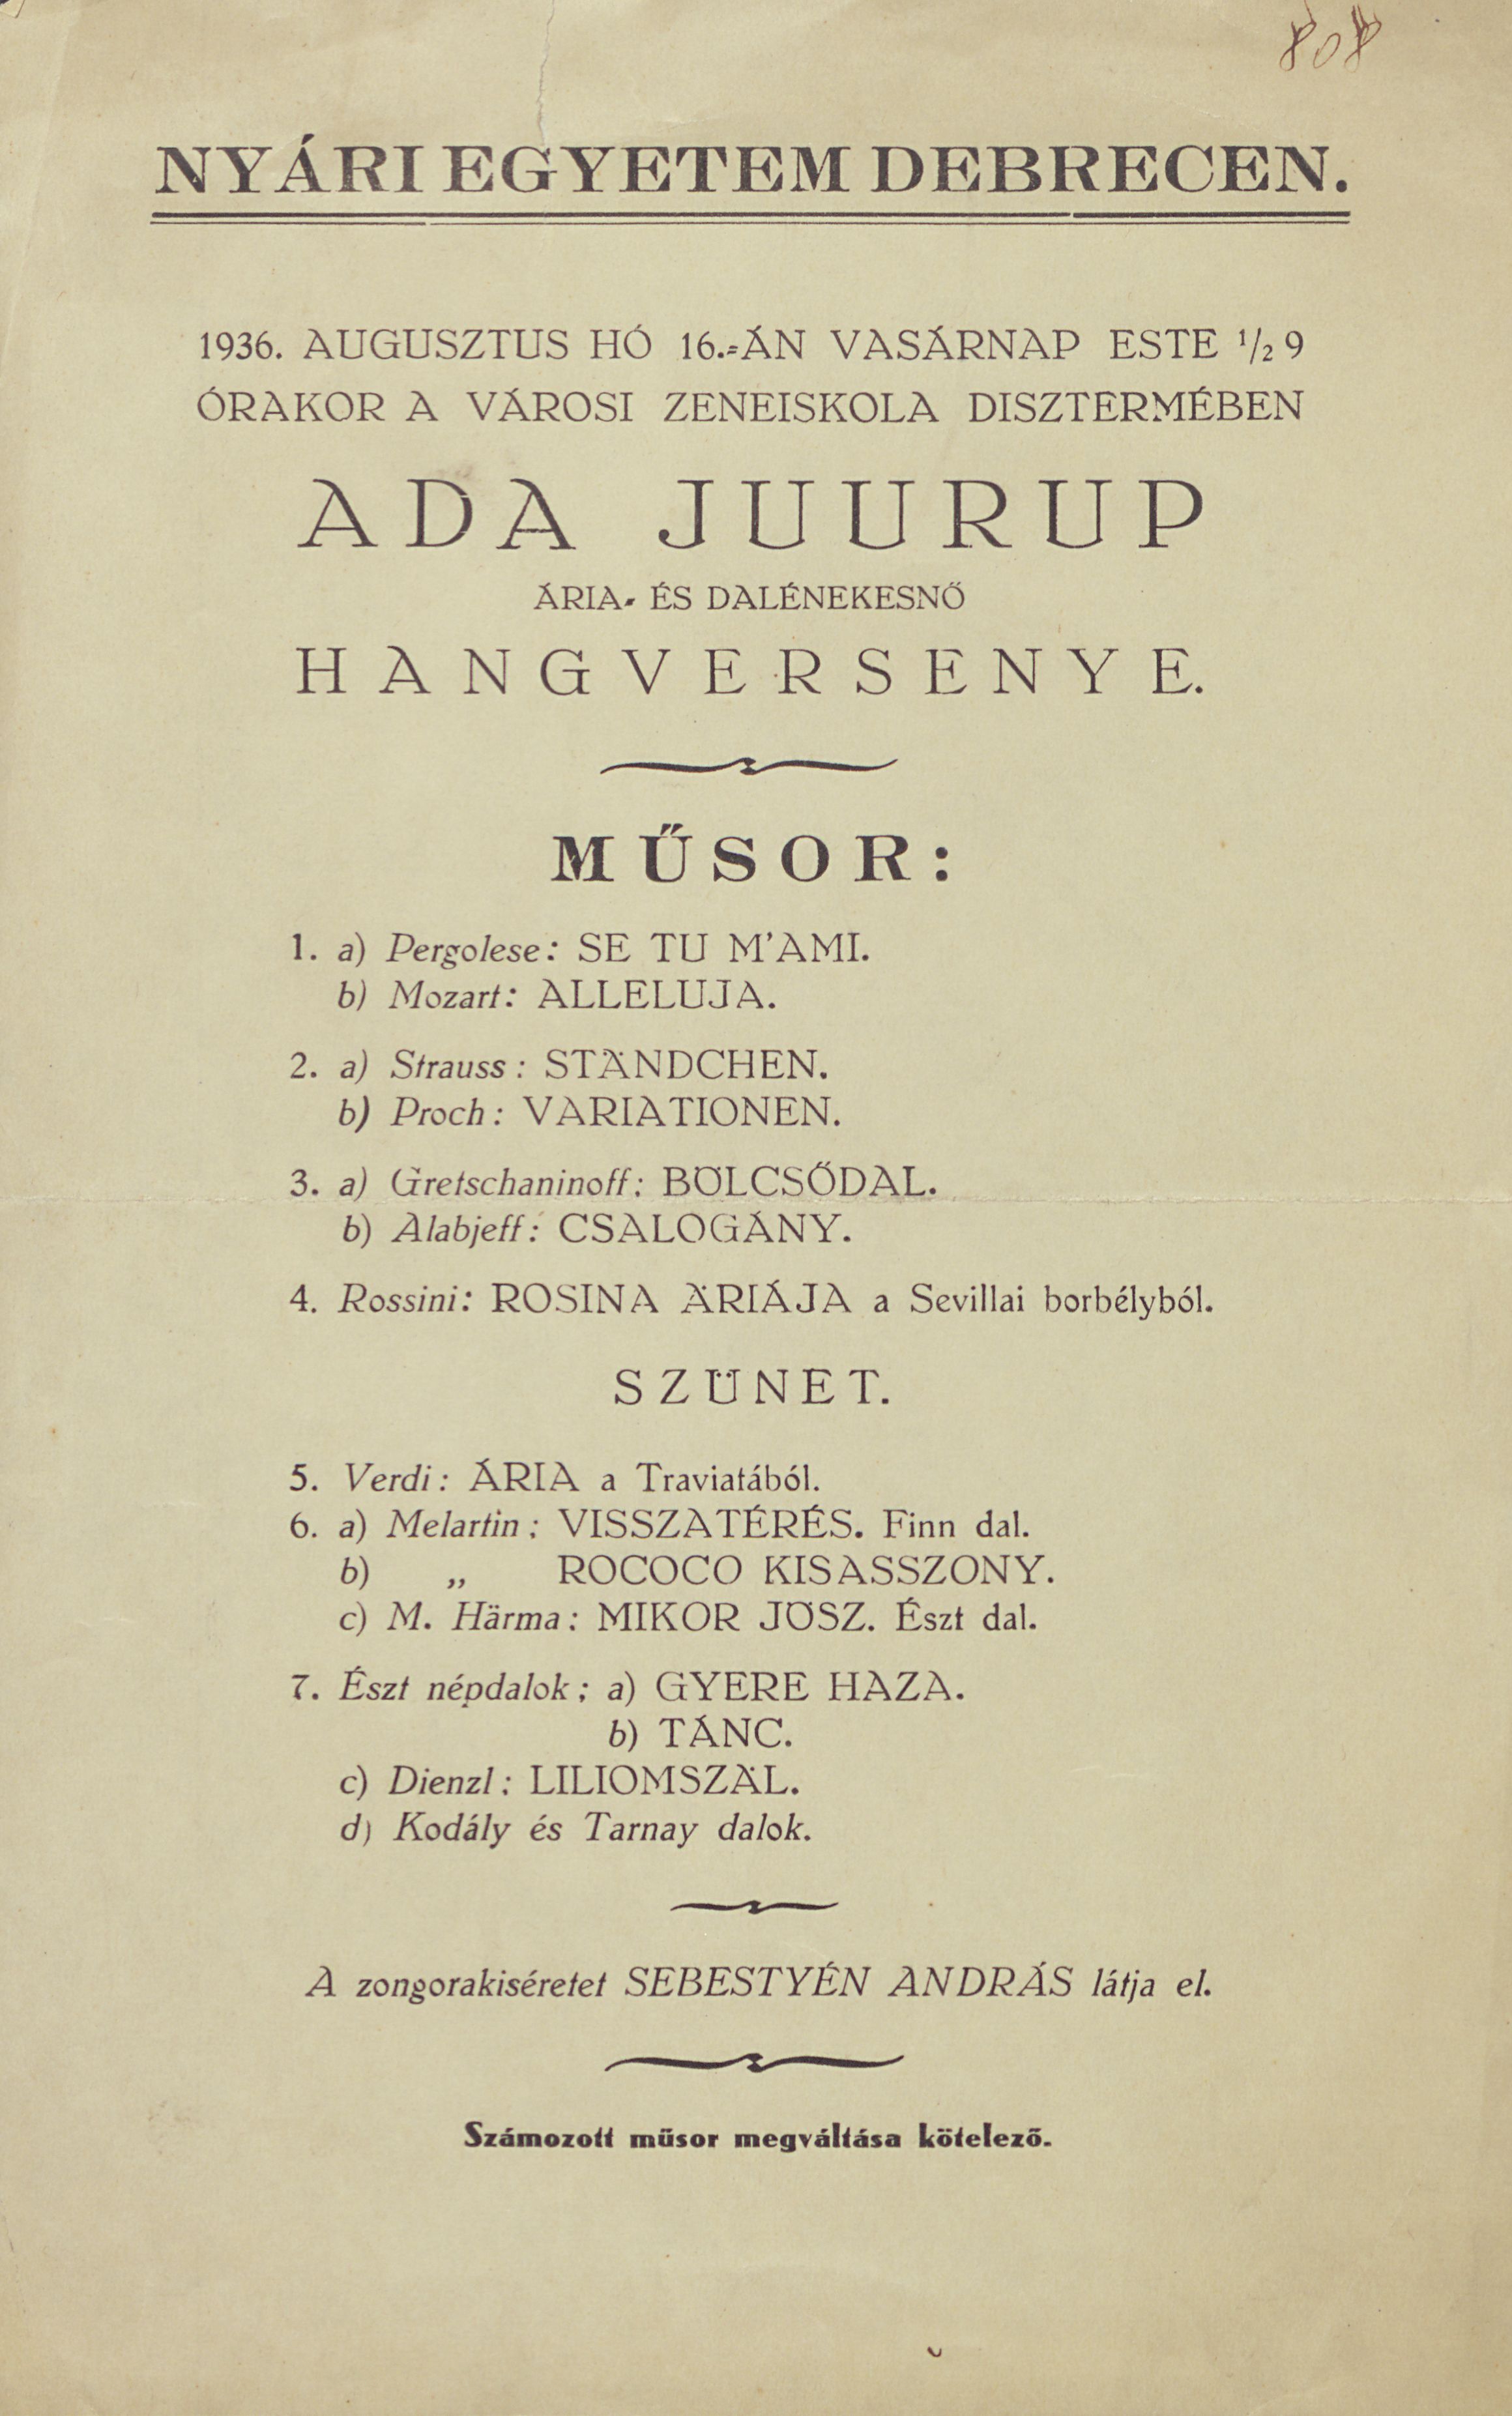 808
NYÁRI EGYETEM DEBRECEN.
1936. AUGUSZTUS HÓ 16.-ÁN VASÁRNAP ESTE 1/2 9
ÓRAKOR A VÁROSI ZENEISKOLA DISZTERMÉBEN
ADA JUURUP
ÁRIA- ÉS DALÉNEKESNŐ
HANGVERSENYE.
MŰSOR:
1. a) Pergolese: SE TU M'AMI.
b) Mozart: ALLELUJA.
2. a) Strauss: STÄNDCHEN.
b) Proch: VARIATIONEN.
3. a) Gretschaninoff: BÖLCSŐDAL.
b) Alabjeff: CSALOGÁNY.
4. Rossini: ROSINA ÁRIÁJA a Sevillai borbélyból.
SZÜNET.
5. Verdi: ÁRIA a Traviatából.
6. a) Melartin: VISSZATÉRÉS. Finn dal.
b) „ ROCOCO KISASSZONY.
c) M. Härma: MIKOR JÖSZ. Észt dal.
7. Észt népdalok; a) GYERE HAZA.
b) TÁNC.
c) Dienzl: LILIOMSZÁL.
d) Kodály és Tarnay dalok.
A zongorakiséretet SEBESTYÉN ANDRÁS látja el.
Számozott műsor megváltása kötelező.